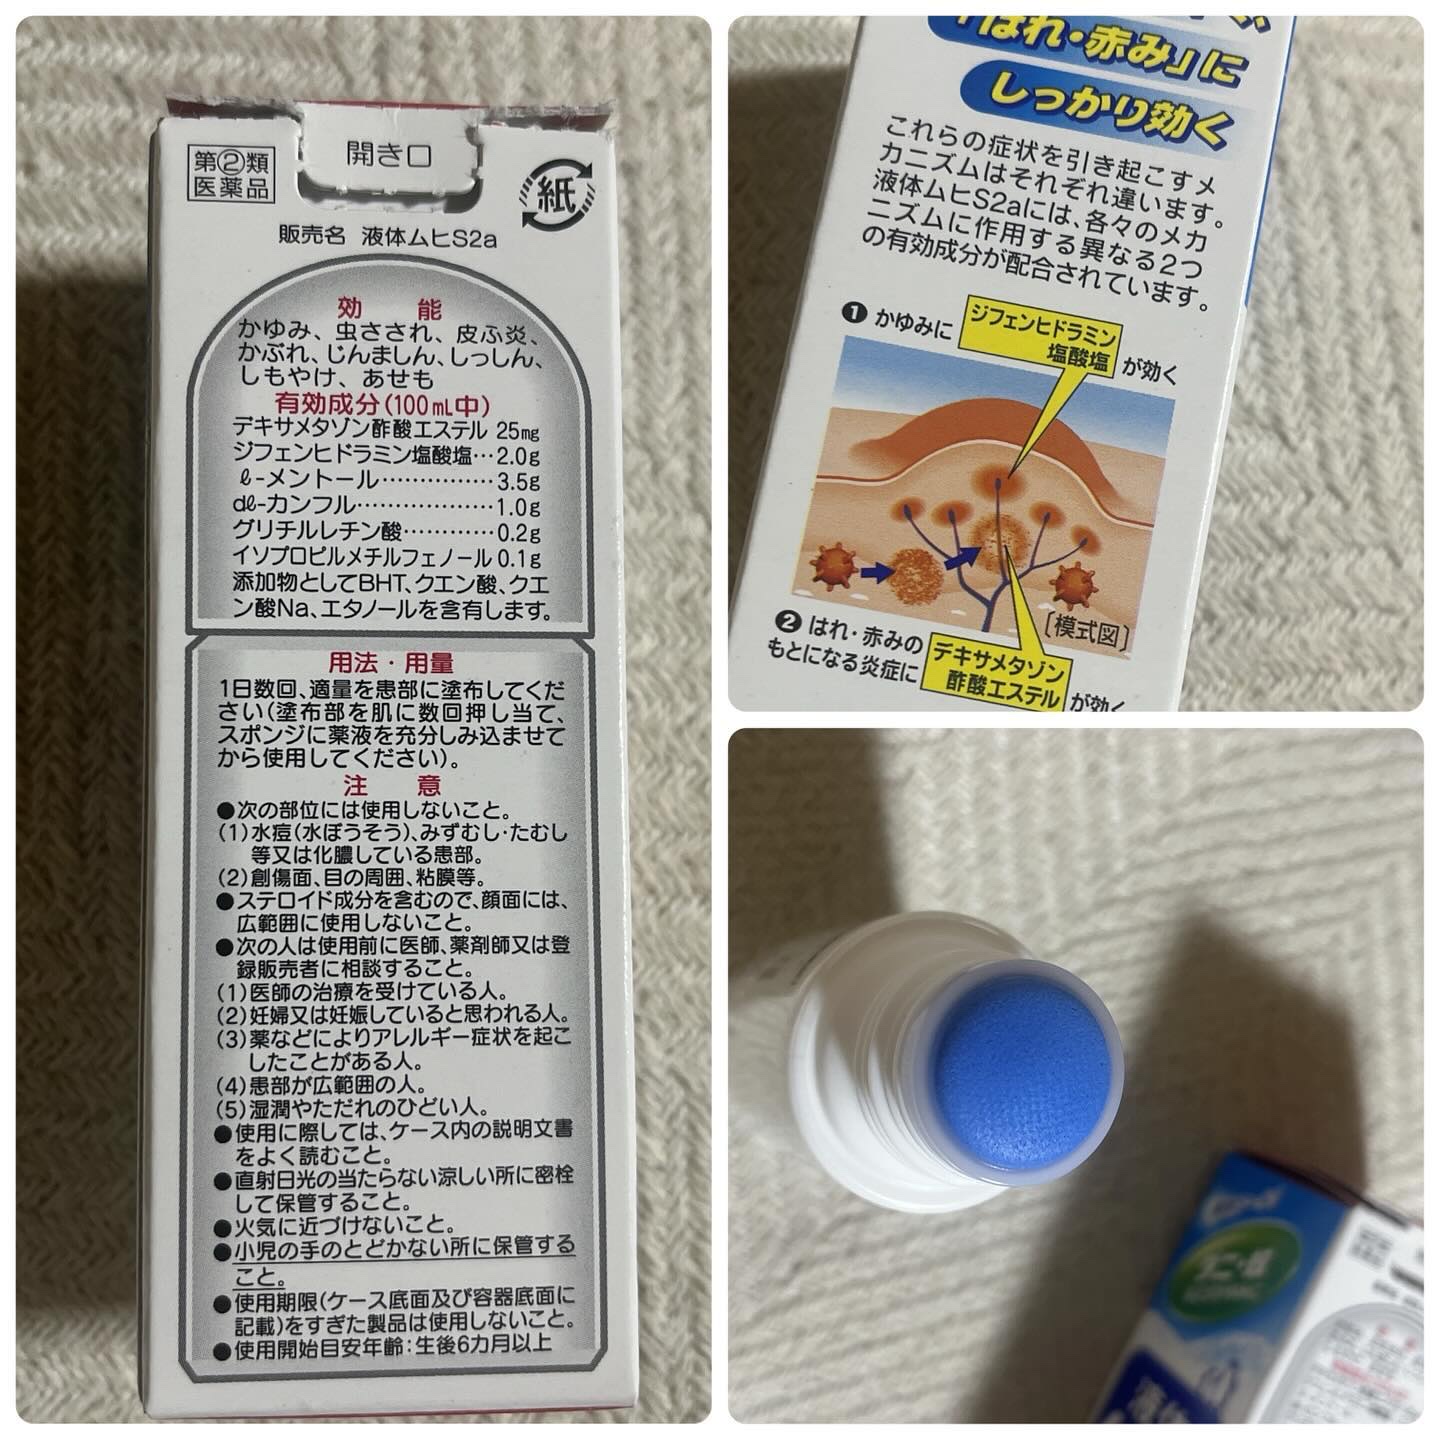 開き口
指②類
医薬品
紙
販売名 液体ムヒS2a
効能
かゆみ、虫さされ、皮ふ炎、
かぶれ、じんましん、しっしん、
しもやけ、あせも
有効成分(100mL中)
デキサメタゾン酢酸エステル 25mg
ジフェンヒドラミン塩酸塩…2.0g
ℓ-メントール……………3.5g
dℓ-カンフル………………1.0g
グリチルレチン酸…………0.2g
イソプロピルメチルフェノール0.1g
添加物としてBHT、クエン酸、クエ
ン酸Na、エタノールを含有します。
用法・用量
1日数回、適量を患部に塗布してくだ
さい(塗布部を肌に数回押し当て、
スポンジに薬液を充分しみ込ませて
から使用してください)。
注意
●次の部位には使用しないこと。
(1)水痘(水ぼうそう)、みずむし・たむし
等又は化膿している患部。
(2)創傷面、目の周囲、粘膜等。
●ステロイド成分を含むので、顔面には、
広範囲に使用しないこと。
●次の人は使用前に医師、薬剤師又は登
録販売者に相談すること。
(1)医師の治療を受けている人。
(2)妊婦又は妊娠していると思われる人。
(3)薬などによりアレルギー症状を起こ
したことがある人。
(4)患部が広範囲の人。
(5)湿潤やただれのひどい人。
●使用に際しては、ケース内の説明文書
をよく読むこと。
●直射日光の当たらない涼しい所に密栓
して保管すること。
●火気に近づけないこと。
●小児の手のとどかない所に保管する
こと。
●使用期限(ケース底面及び容器底面に
記載)をすぎた製品は使用しないこと。
●使用開始目安年齢:生後6カ月以上
「はれ・赤み」に
しっかり効く
これらの症状を引き起こすメ
カニズムはそれぞれ違います。
液体ムヒS2aには、各々のメカ
ニズムに作用する異なる2つ
の有効成分が配合されています。
❶ かゆみに ジフェンヒドラミン
塩酸塩 が効く
[模式図]
❷ はれ・赤みの
もとになる炎症に デキサメタゾン
酢酸エステル が効く